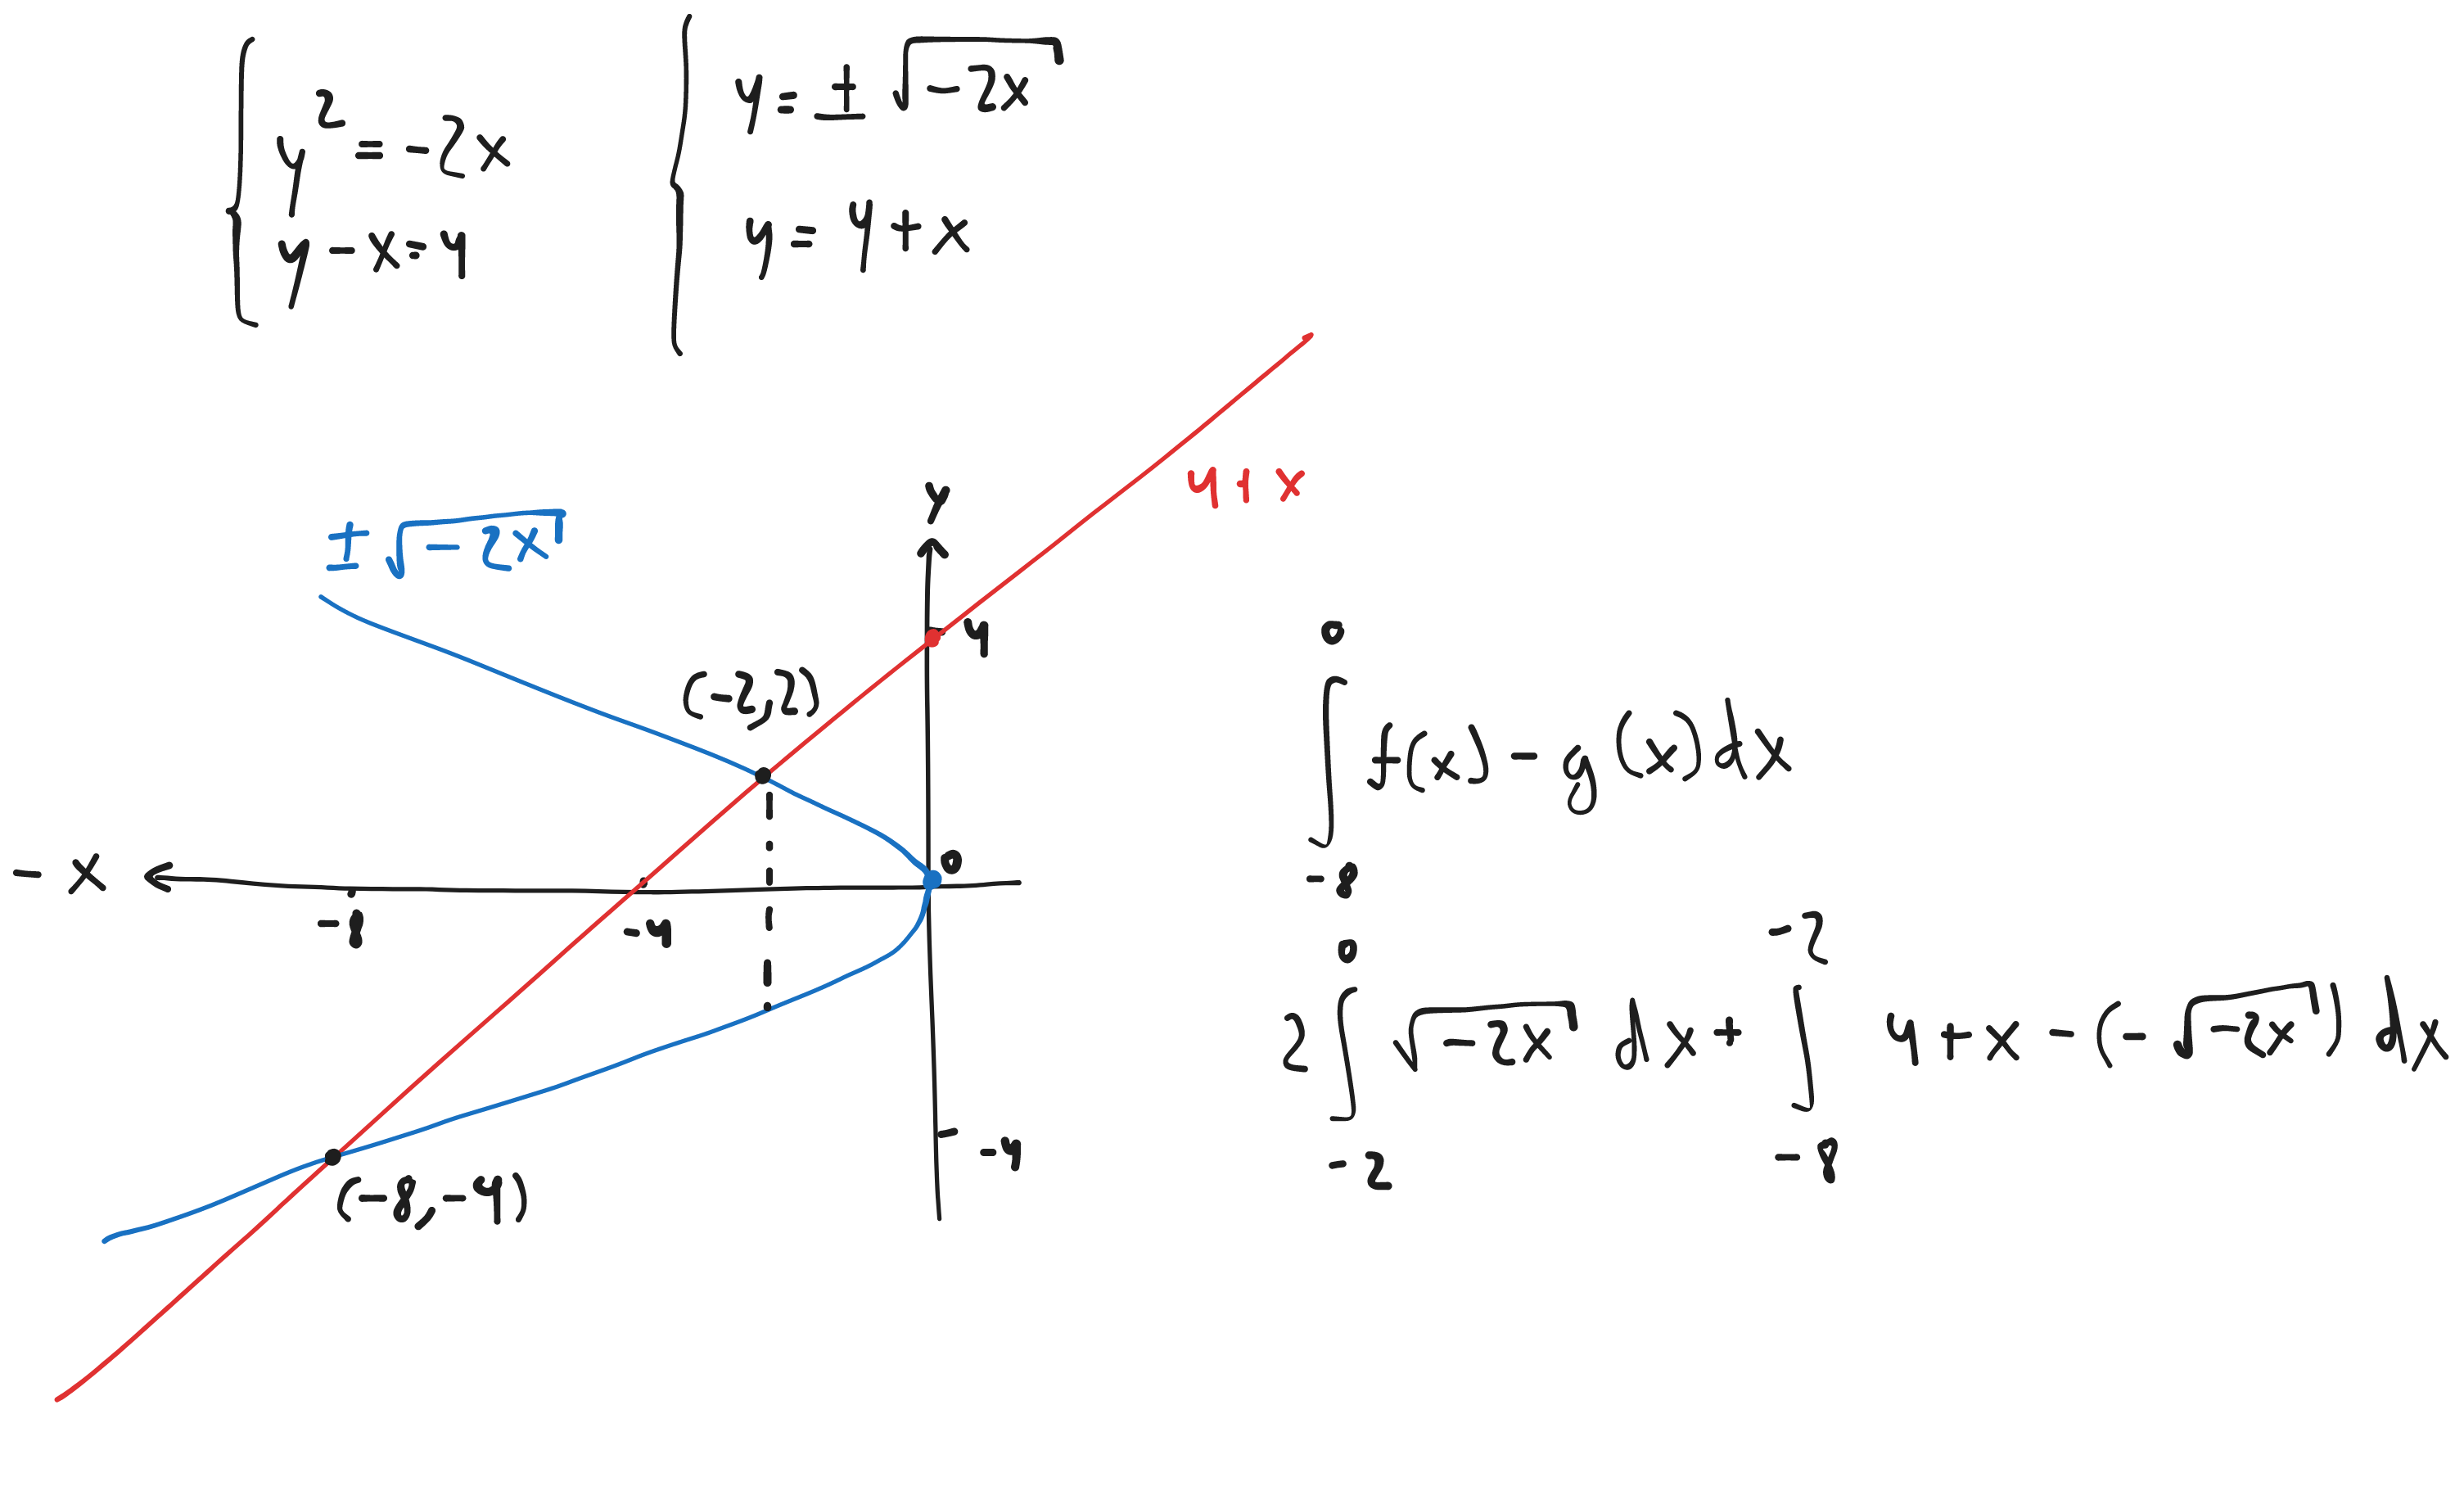 y² = -2x
y - x = 4
y = ± √-2x
y = 4 + x
4 + x
y
± √-2x
4
(-2,2)
0
- x
-8
-4
-4
(-8,-4)
0
∫ f(x) - g(x) dx
-8
0 -2
2 ∫ √-2x dx + ∫ 4 + x - (- √-2x) dx
-2 -8